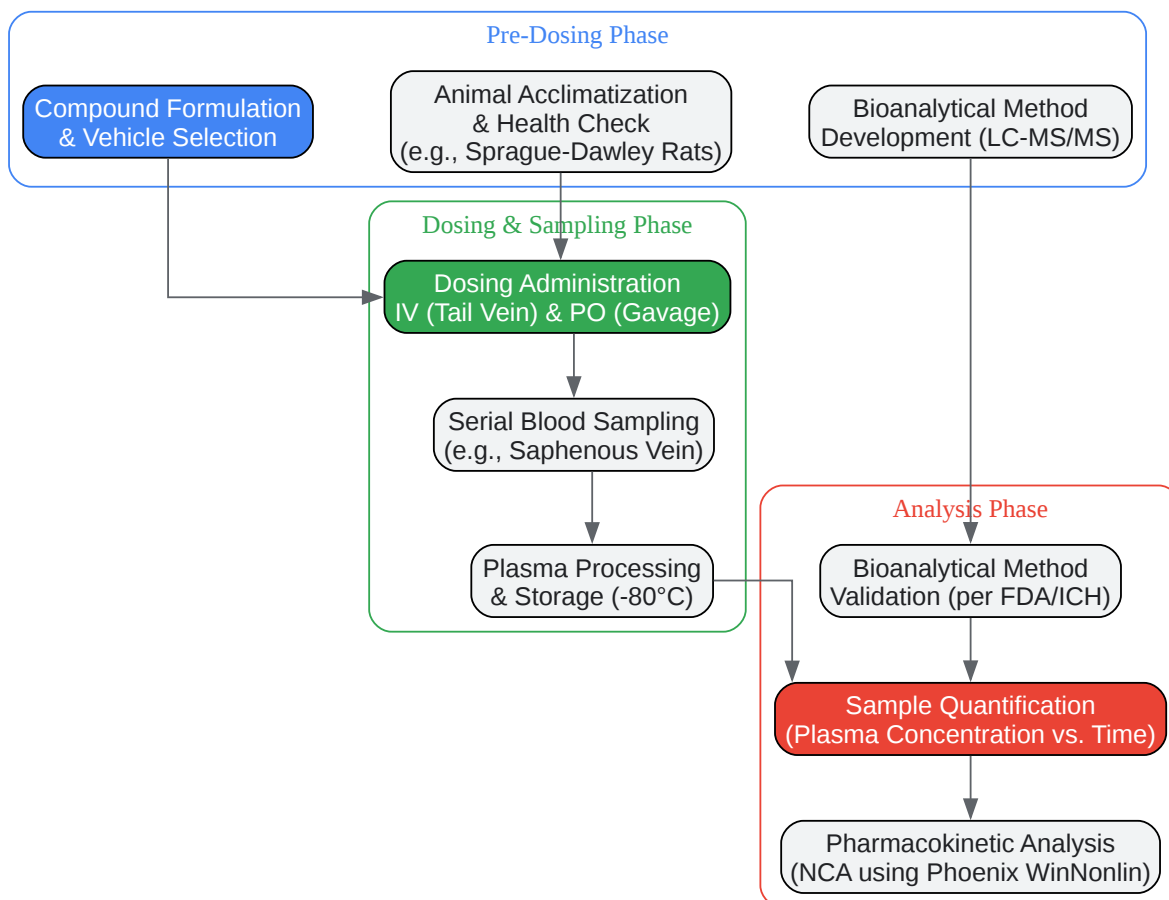 Pre-Dosing Phase
Compound Formulation
& Vehicle Selection
Animal Acclimatization
& Health Check
(e.g., Sprague-Dawley Rats)
Bioanalytical Method
Development (LC-MS/MS)
Dosing & Sampling Phase
Dosing Administration
IV (Tail Vein) & PO (Gavage)
Serial Blood Sampling
(e.g., Saphenous Vein)
Plasma Processing
& Storage (-80°C)
Analysis Phase
Bioanalytical Method
Validation (per FDA/ICH)
Sample Quantification
(Plasma Concentration vs. Time)
Pharmacokinetic Analysis
(NCA using Phoenix WinNonlin)